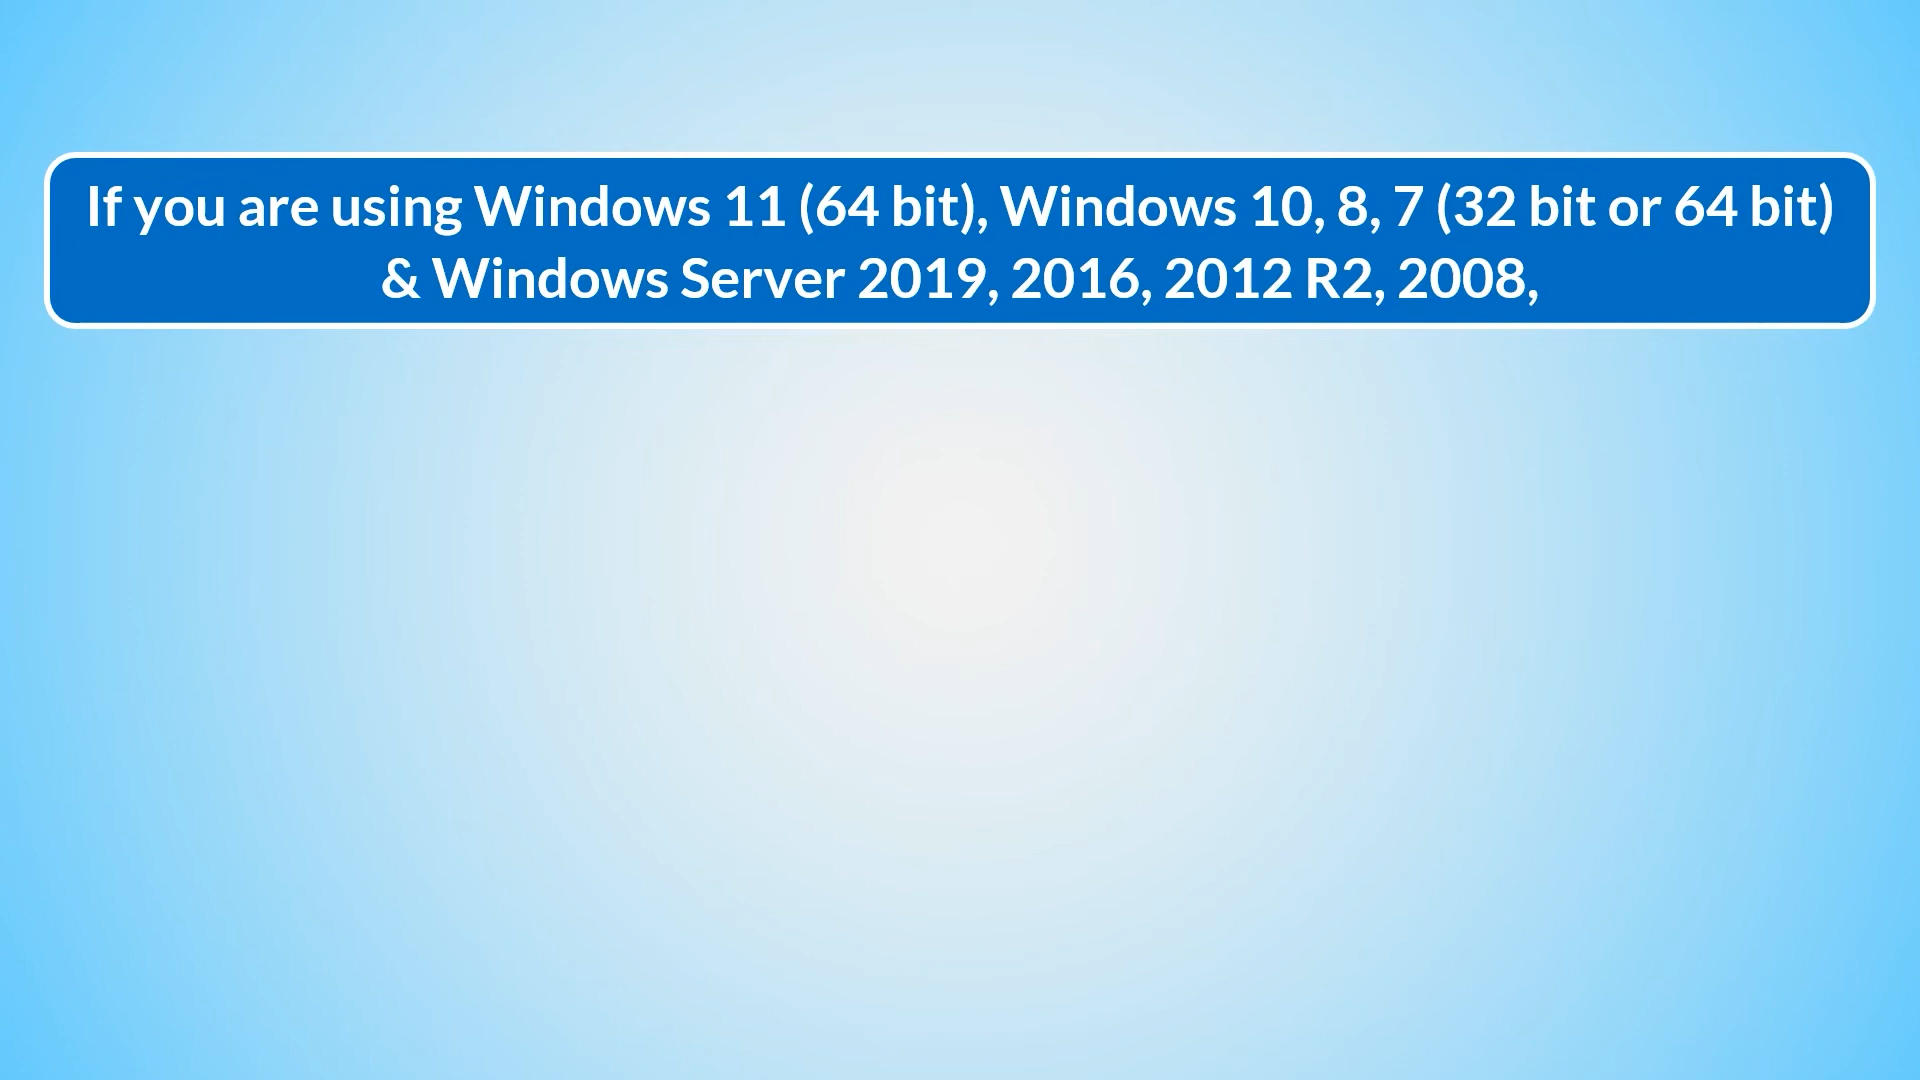 If you are using Windows 11 (64 bit), Windows 10, 8, 7 (32 bit or 64 bit)
& Windows Server 2019, 2016, 2012 R2, 2008,